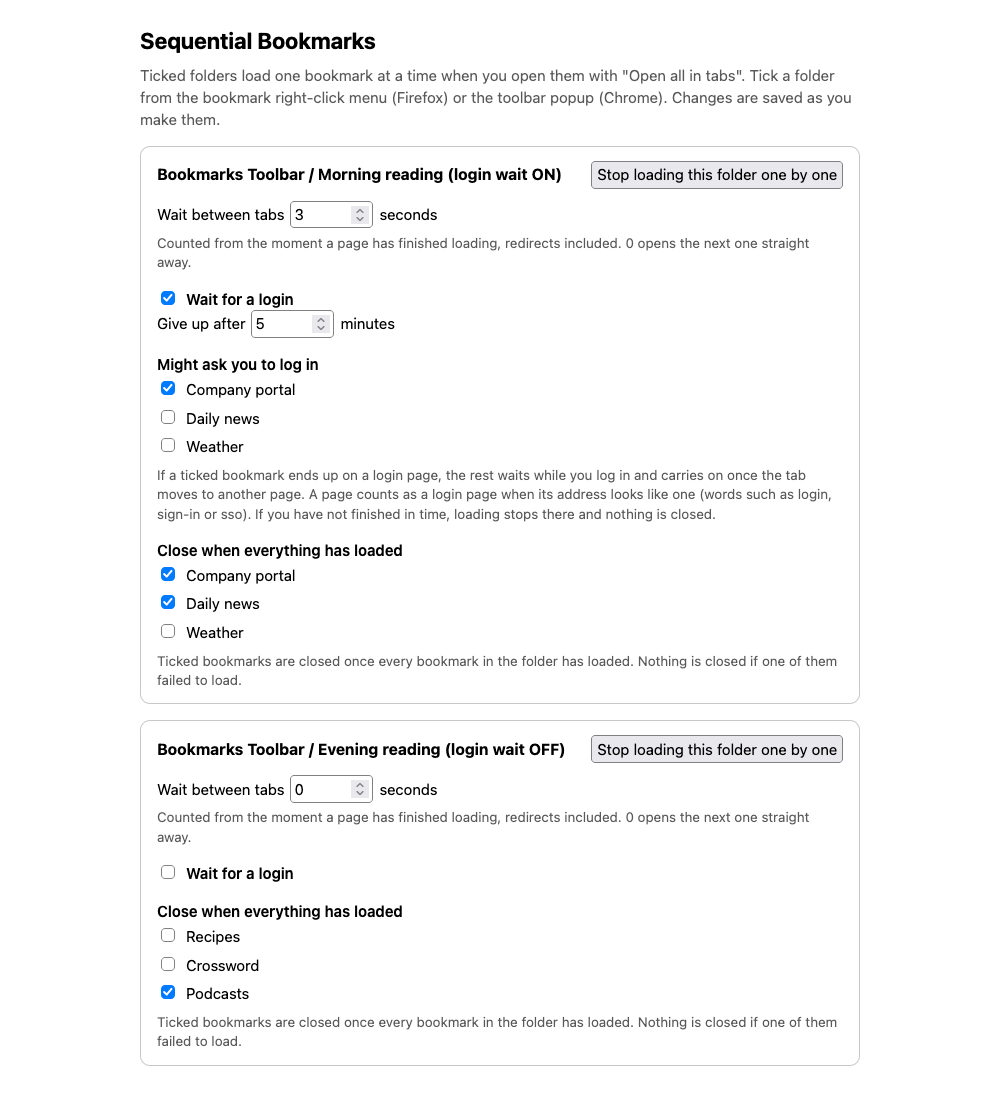 Sequential Bookmarks
Ticked folders load one bookmark at a time when you open them with "Open all in tabs". Tick a folder
from the bookmark right-click menu (Firefox) or the toolbar popup (Chrome). Changes are saved as you
make them.
Bookmarks Toolbar / Morning reading (login wait ON)
Stop loading this folder one by one
Wait between tabs 3 seconds
Counted from the moment a page has finished loading, redirects included. 0 opens the next one straight
away.
Wait for a login
Give up after 5 minutes
Might ask you to log in
Company portal
Daily news
Weather
If a ticked bookmark ends up on a login page, the rest waits while you log in and carries on once the tab
moves to another page. A page counts as a login page when its address looks like one (words such as login,
sign-in or sso). If you have not finished in time, loading stops there and nothing is closed.
Close when everything has loaded
Company portal
Daily news
Weather
Ticked bookmarks are closed once every bookmark in the folder has loaded. Nothing is closed if one of them
failed to load.
Bookmarks Toolbar / Evening reading (login wait OFF)
Stop loading this folder one by one
Wait between tabs 0 seconds
Counted from the moment a page has finished loading, redirects included. 0 opens the next one straight
away.
Wait for a login
Close when everything has loaded
Recipes
Crossword
Podcasts
Ticked bookmarks are closed once every bookmark in the folder has loaded. Nothing is closed if one of them
failed to load.